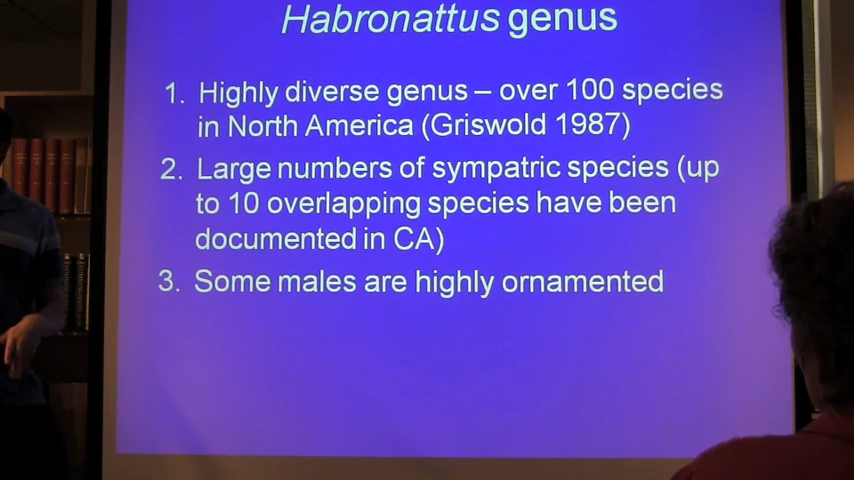 Habronattus genus
1. Highly diverse genus – over 100 species
in North America (Griswold 1987)
2. Large numbers of sympatric species (up
to 10 overlapping species have been
documented in CA)
3. Some males are highly ornamented